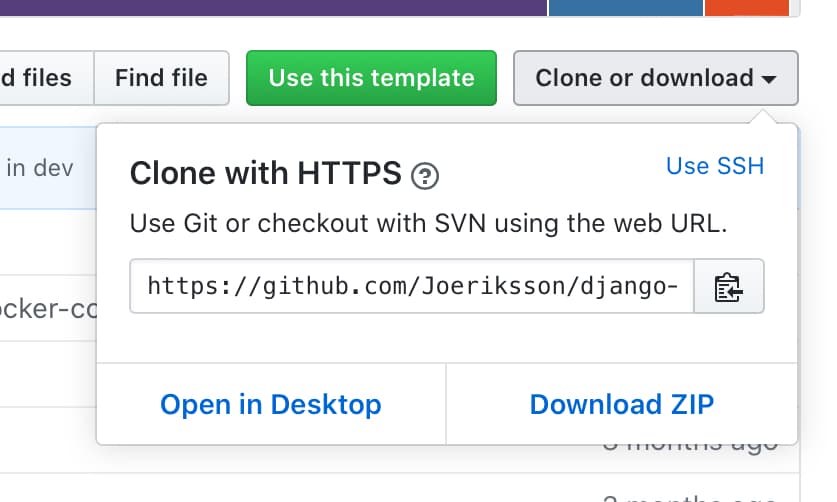 d files
Find file
Use this template
Clone or download
in dev
Clone with HTTPS ?
Use SSH
Use Git or checkout with SVN using the web URL.
https://github.com/Joeriksson/django-
cker-co
Open in Desktop
Download ZIP
months ago